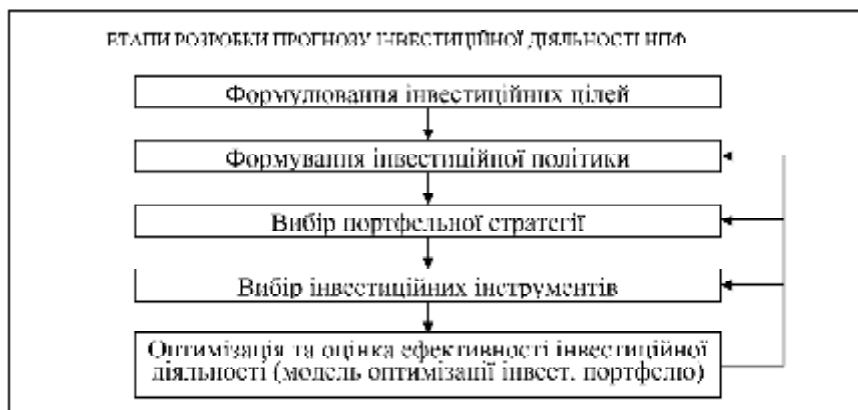 ЕТАПИ РОЗРОБКИ ПРОГНОЗУ ІНВЕСТИЦІЙНОЇ ДІЯЛЬНОСТІ НПФ
Формулювання інвестиційних цілей
Формування інвестиційної політики
Вибір портфельної стратегії
Вибір інвестиційних інструментів
Оптимізація та оцінка ефективності інвестиційної
діяльності (модель оптимізації інвест. портфелю)